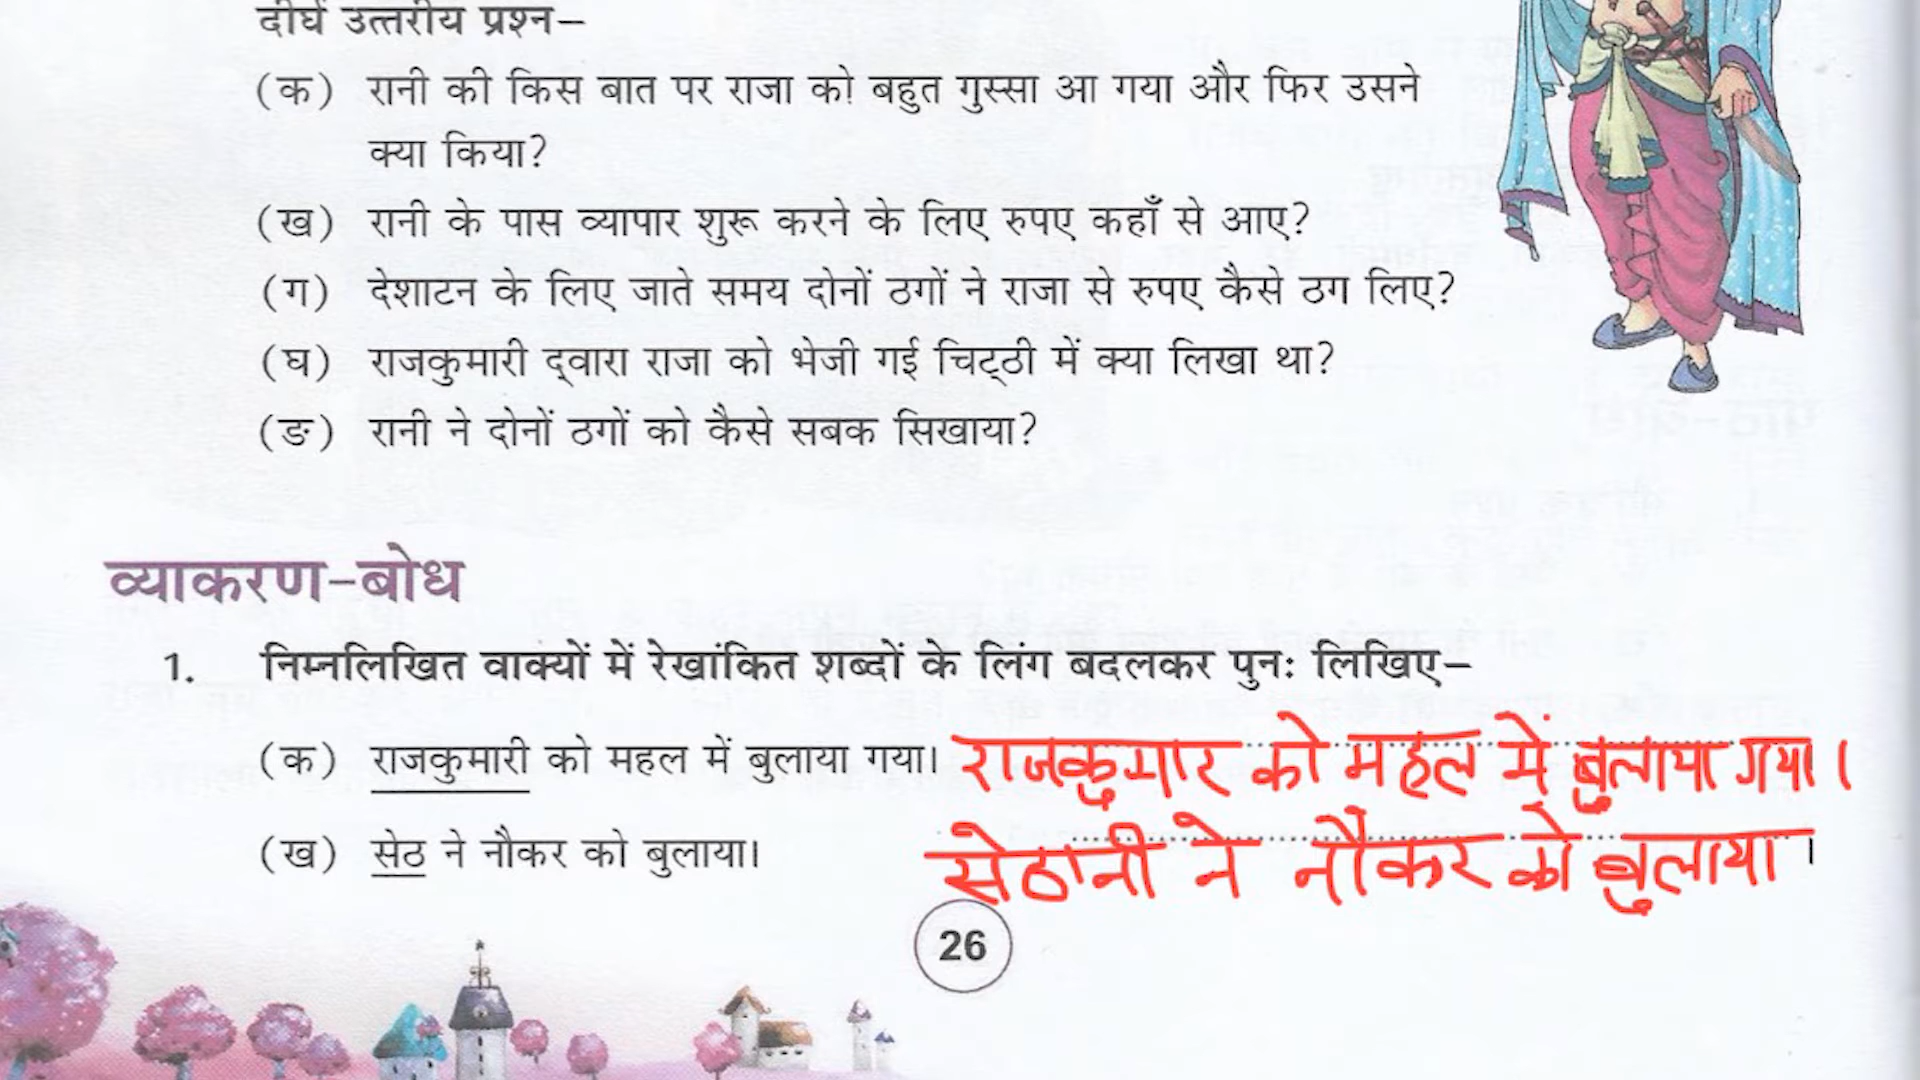 दीर्घ उत्तरीय प्रश्न–
(क) रानी की किस बात पर राजा को बहुत गुस्सा आ गया और फिर उसने
क्या किया?
(ख) रानी के पास व्यापार शुरू करने के लिए रुपए कहाँ से आए?
(ग) देशाटन के लिए जाते समय दोनों ठगों ने राजा से रुपए कैसे ठग लिए?
(घ) राजकुमारी द्‌वारा राजा को भेजी गई चिट्‌ठी में क्या लिखा था?
(ङ) रानी ने दोनों ठगों को कैसे सबक सिखाया?
व्याकरण-बोध
1. निम्नलिखित वाक्यों में रेखांकित शब्दों के लिंग बदलकर पुनः लिखिए–
(क) राजकुमारी को महल में बुलाया गया। राजकुमार को महल में बुलाया गया।
(ख) सेठ ने नौकर को बुलाया। सेठानी ने नौकर को बुलाया।
26